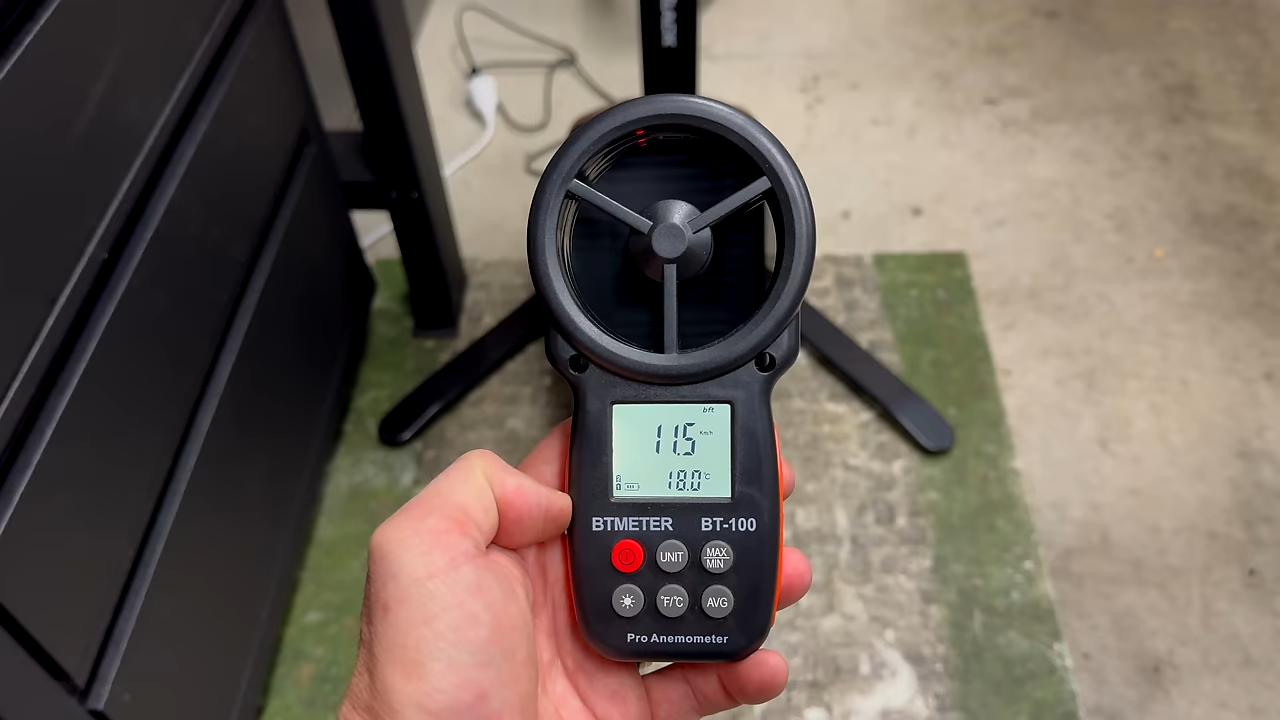 bft
11.5 Km/h
18.0 °C
BTMETER BT-100
UNIT MAX MIN
°F/°C AVG
Pro Anemometer